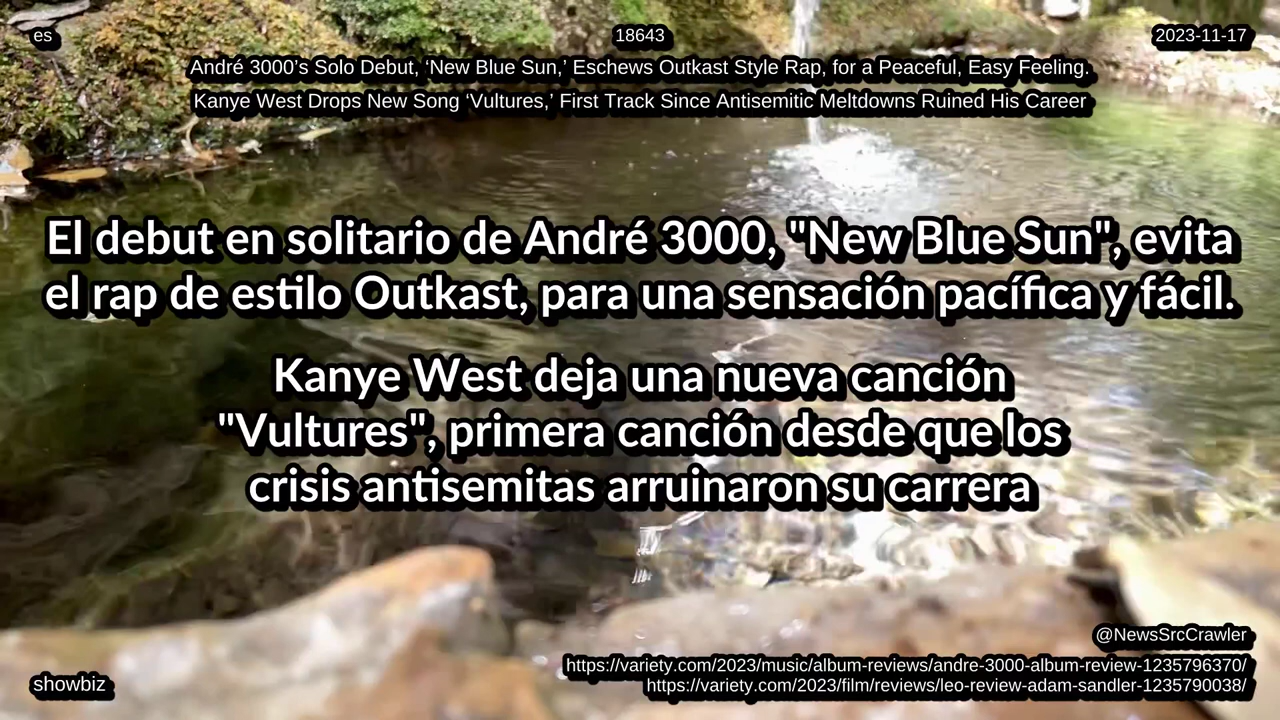 es
18643
2023-11-17
André 3000’s Solo Debut, ‘New Blue Sun,’ Eschews Outkast Style Rap, for a Peaceful, Easy Feeling.
Kanye West Drops New Song ‘Vultures,’ First Track Since Antisemitic Meltdowns Ruined His Career
El debut en solitario de André 3000, "New Blue Sun", evita
el rap de estilo Outkast, para una sensación pacífica y fácil.
Kanye West deja una nueva canción
"Vultures", primera canción desde que los
crisis antisemitas arruinaron su carrera
@NewsSrcCrawler
https://variety.com/2023/music/album-reviews/andre-3000-album-review-1235796370/
https://variety.com/2023/film/reviews/leo-review-adam-sandler-1235790038/
showbiz